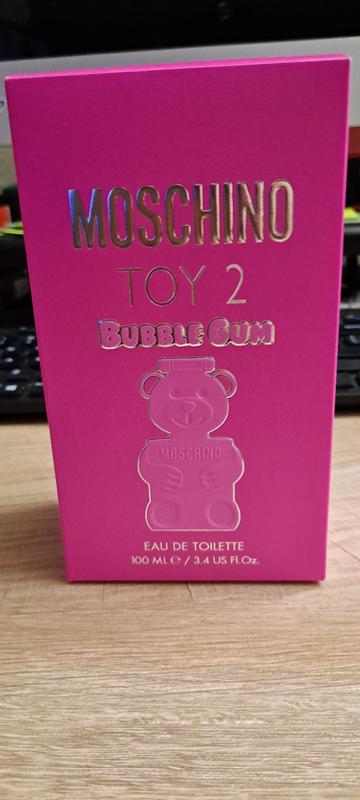 MOSCHINO
TOY 2
BUBBLE GUM
MOSCHINO
EAU DE TOILETTE
100 ML ℮ / 3.4 US Fl.Oz.